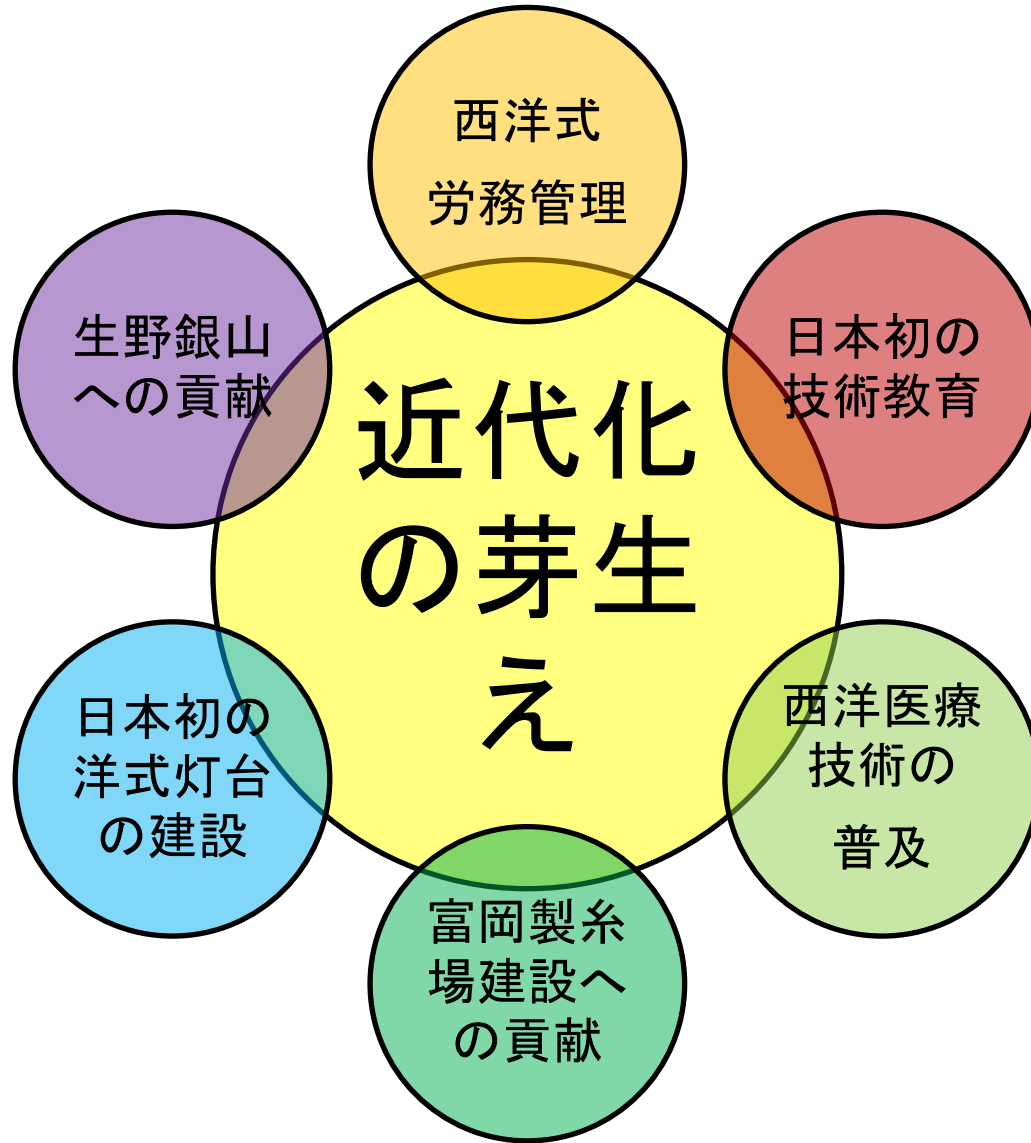 西洋式
労務管理
生野銀山
への貢献
日本初の
技術教育
近代化
の芽生
え
日本初の
洋式灯台
の建設
西洋医療
技術の
普及
富岡製糸
場建設へ
の貢献